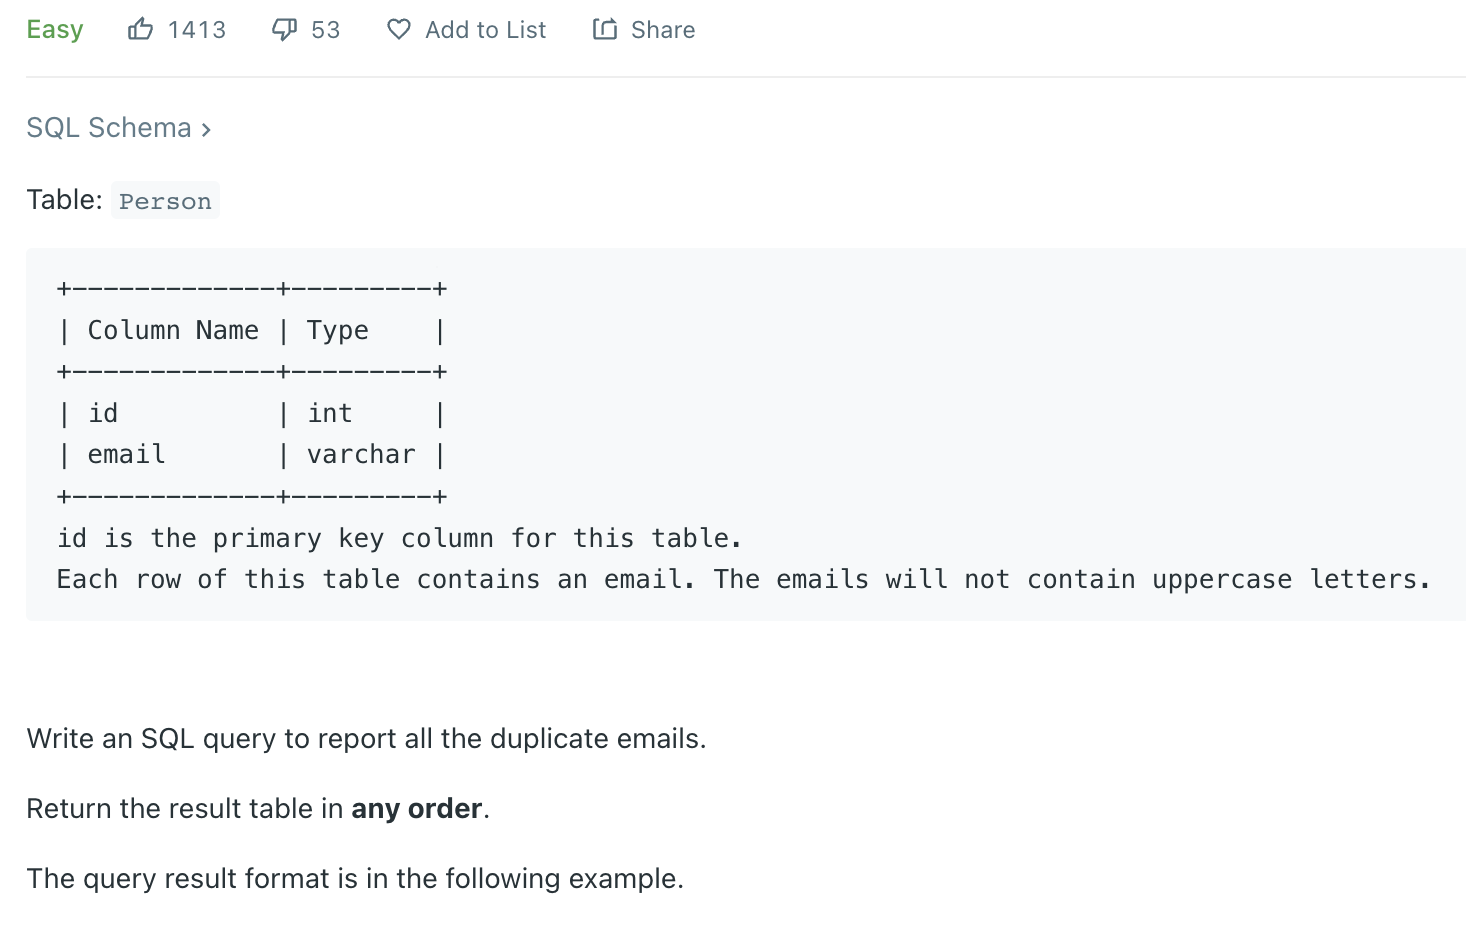 Easy 1413 53 Add to List Share
SQL Schema >
Table: Person
+-------------+---------+
| Column Name | Type    |
+-------------+---------+
| id          | int     |
| email       | varchar |
+-------------+---------+
id is the primary key column for this table.
Each row of this table contains an email. The emails will not contain uppercase letters.
Write an SQL query to report all the duplicate emails.
Return the result table in any order.
The query result format is in the following example.